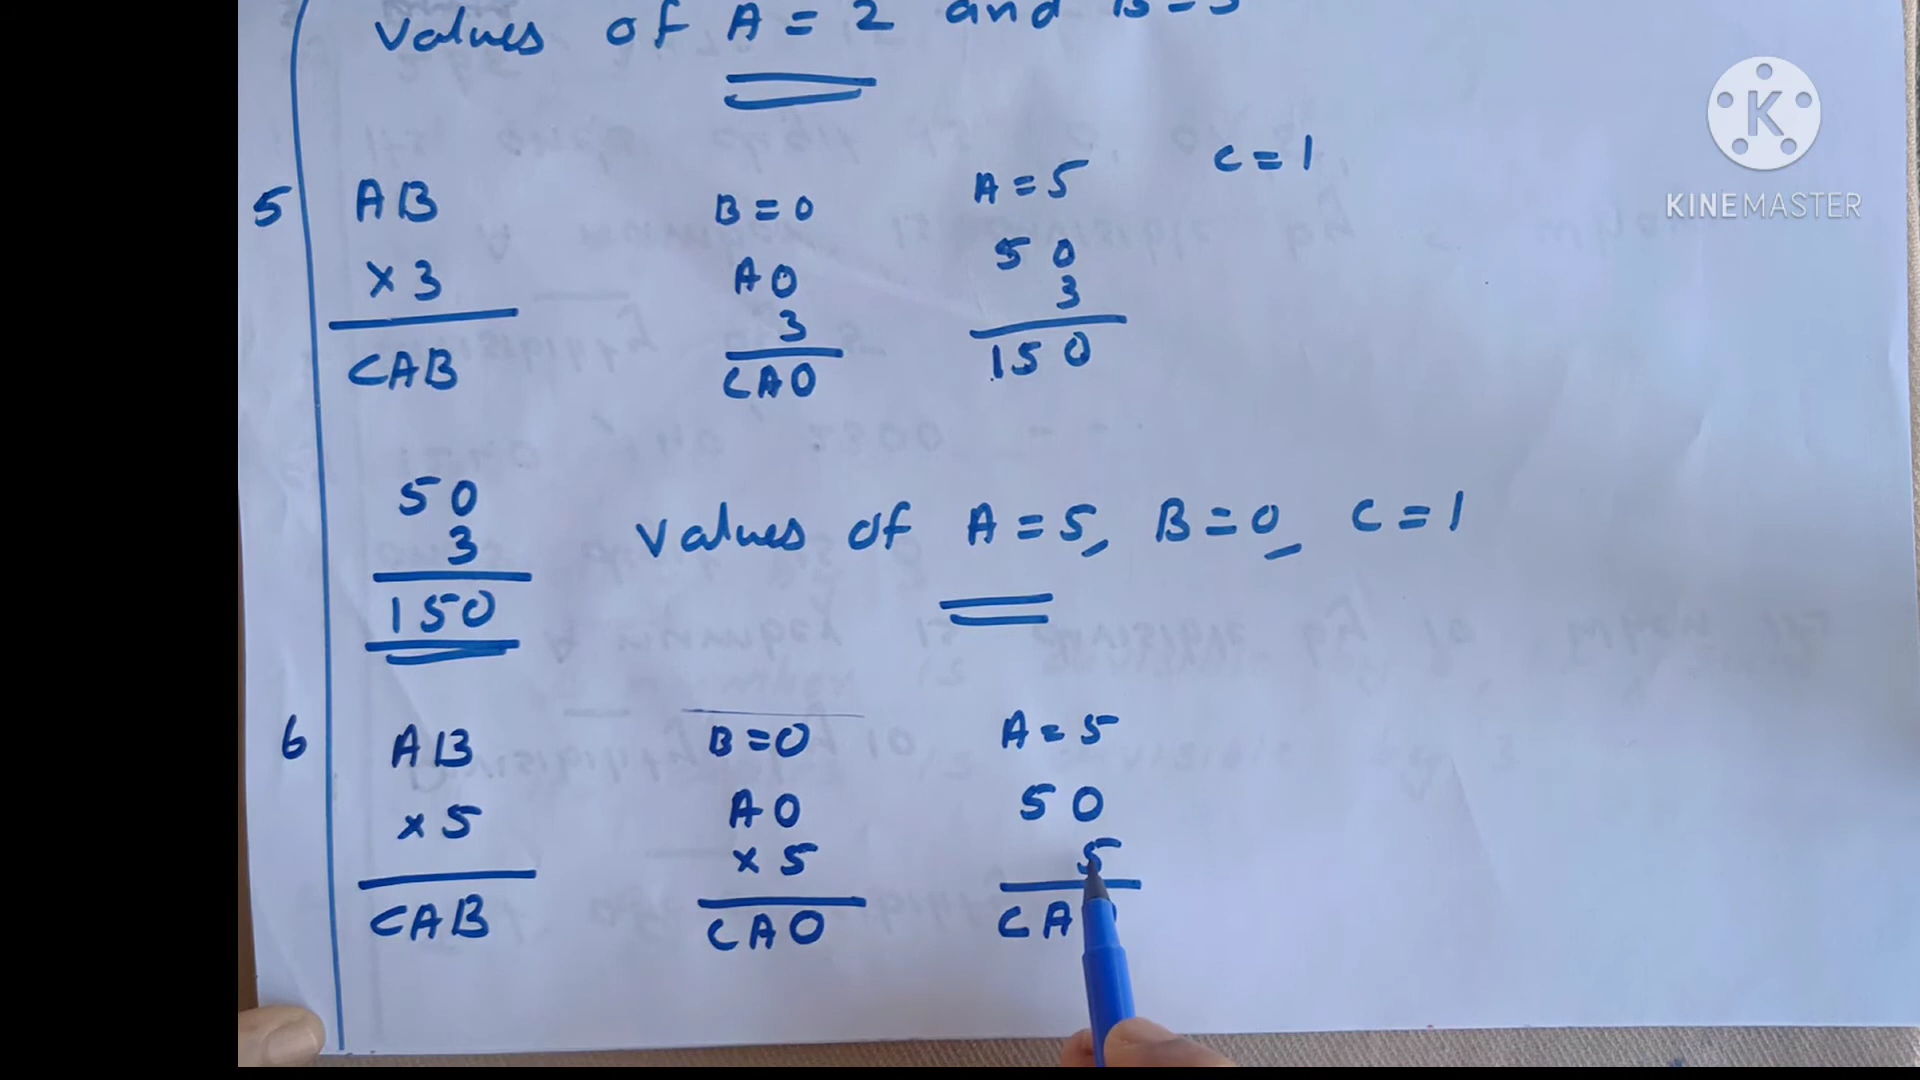 values of A = 2 and B = 3
KINEMASTER
5
AB
× 3
CAB
B = 0
A0
3
CA0
A = 5
50
3
150
C = 1
50
3
150
values of A = 5, B = 0, C = 1
6
AB
× 5
CAB
B = 0
A0
× 5
CA0
A = 5
50
5
CA